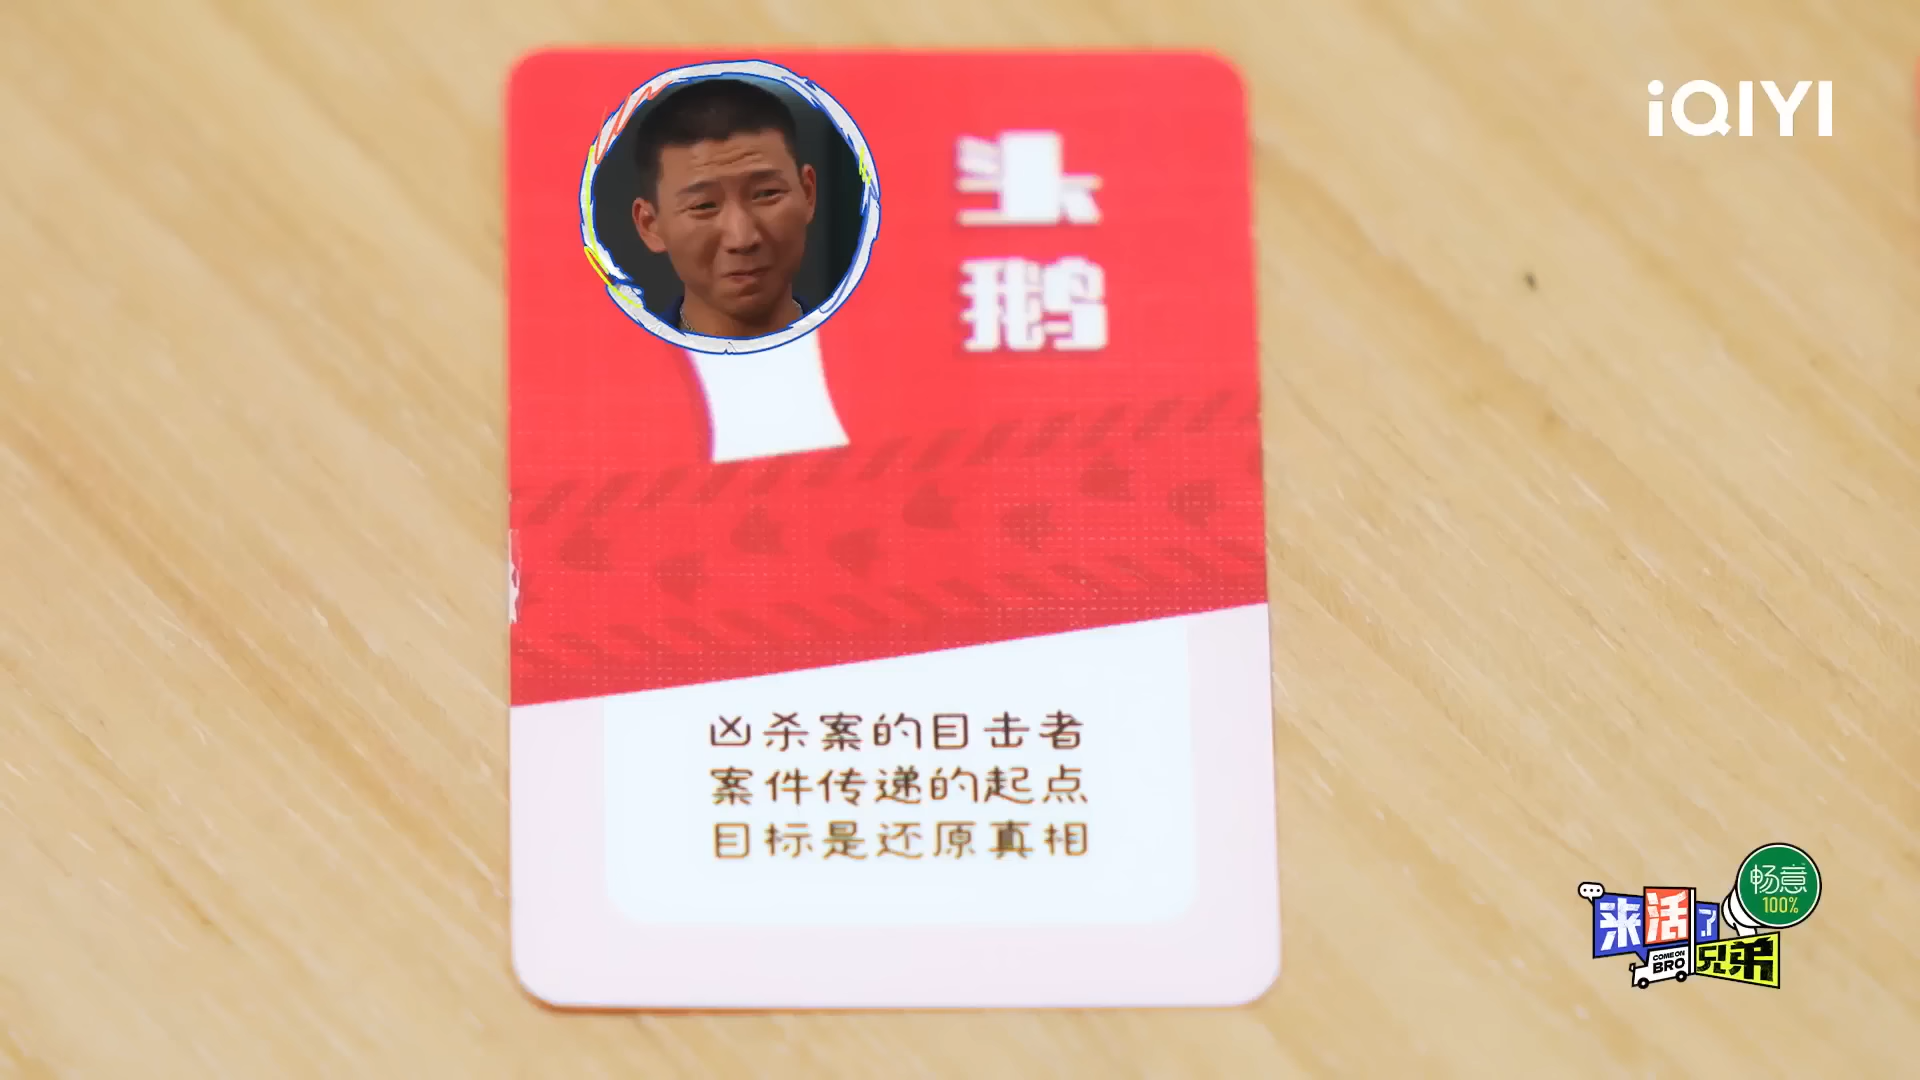 iQIYI
头
鹅
凶杀案的目击者
案件传递的起点
目标是还原真相
畅意
100%
来活了
COME ON
BRO
兄弟